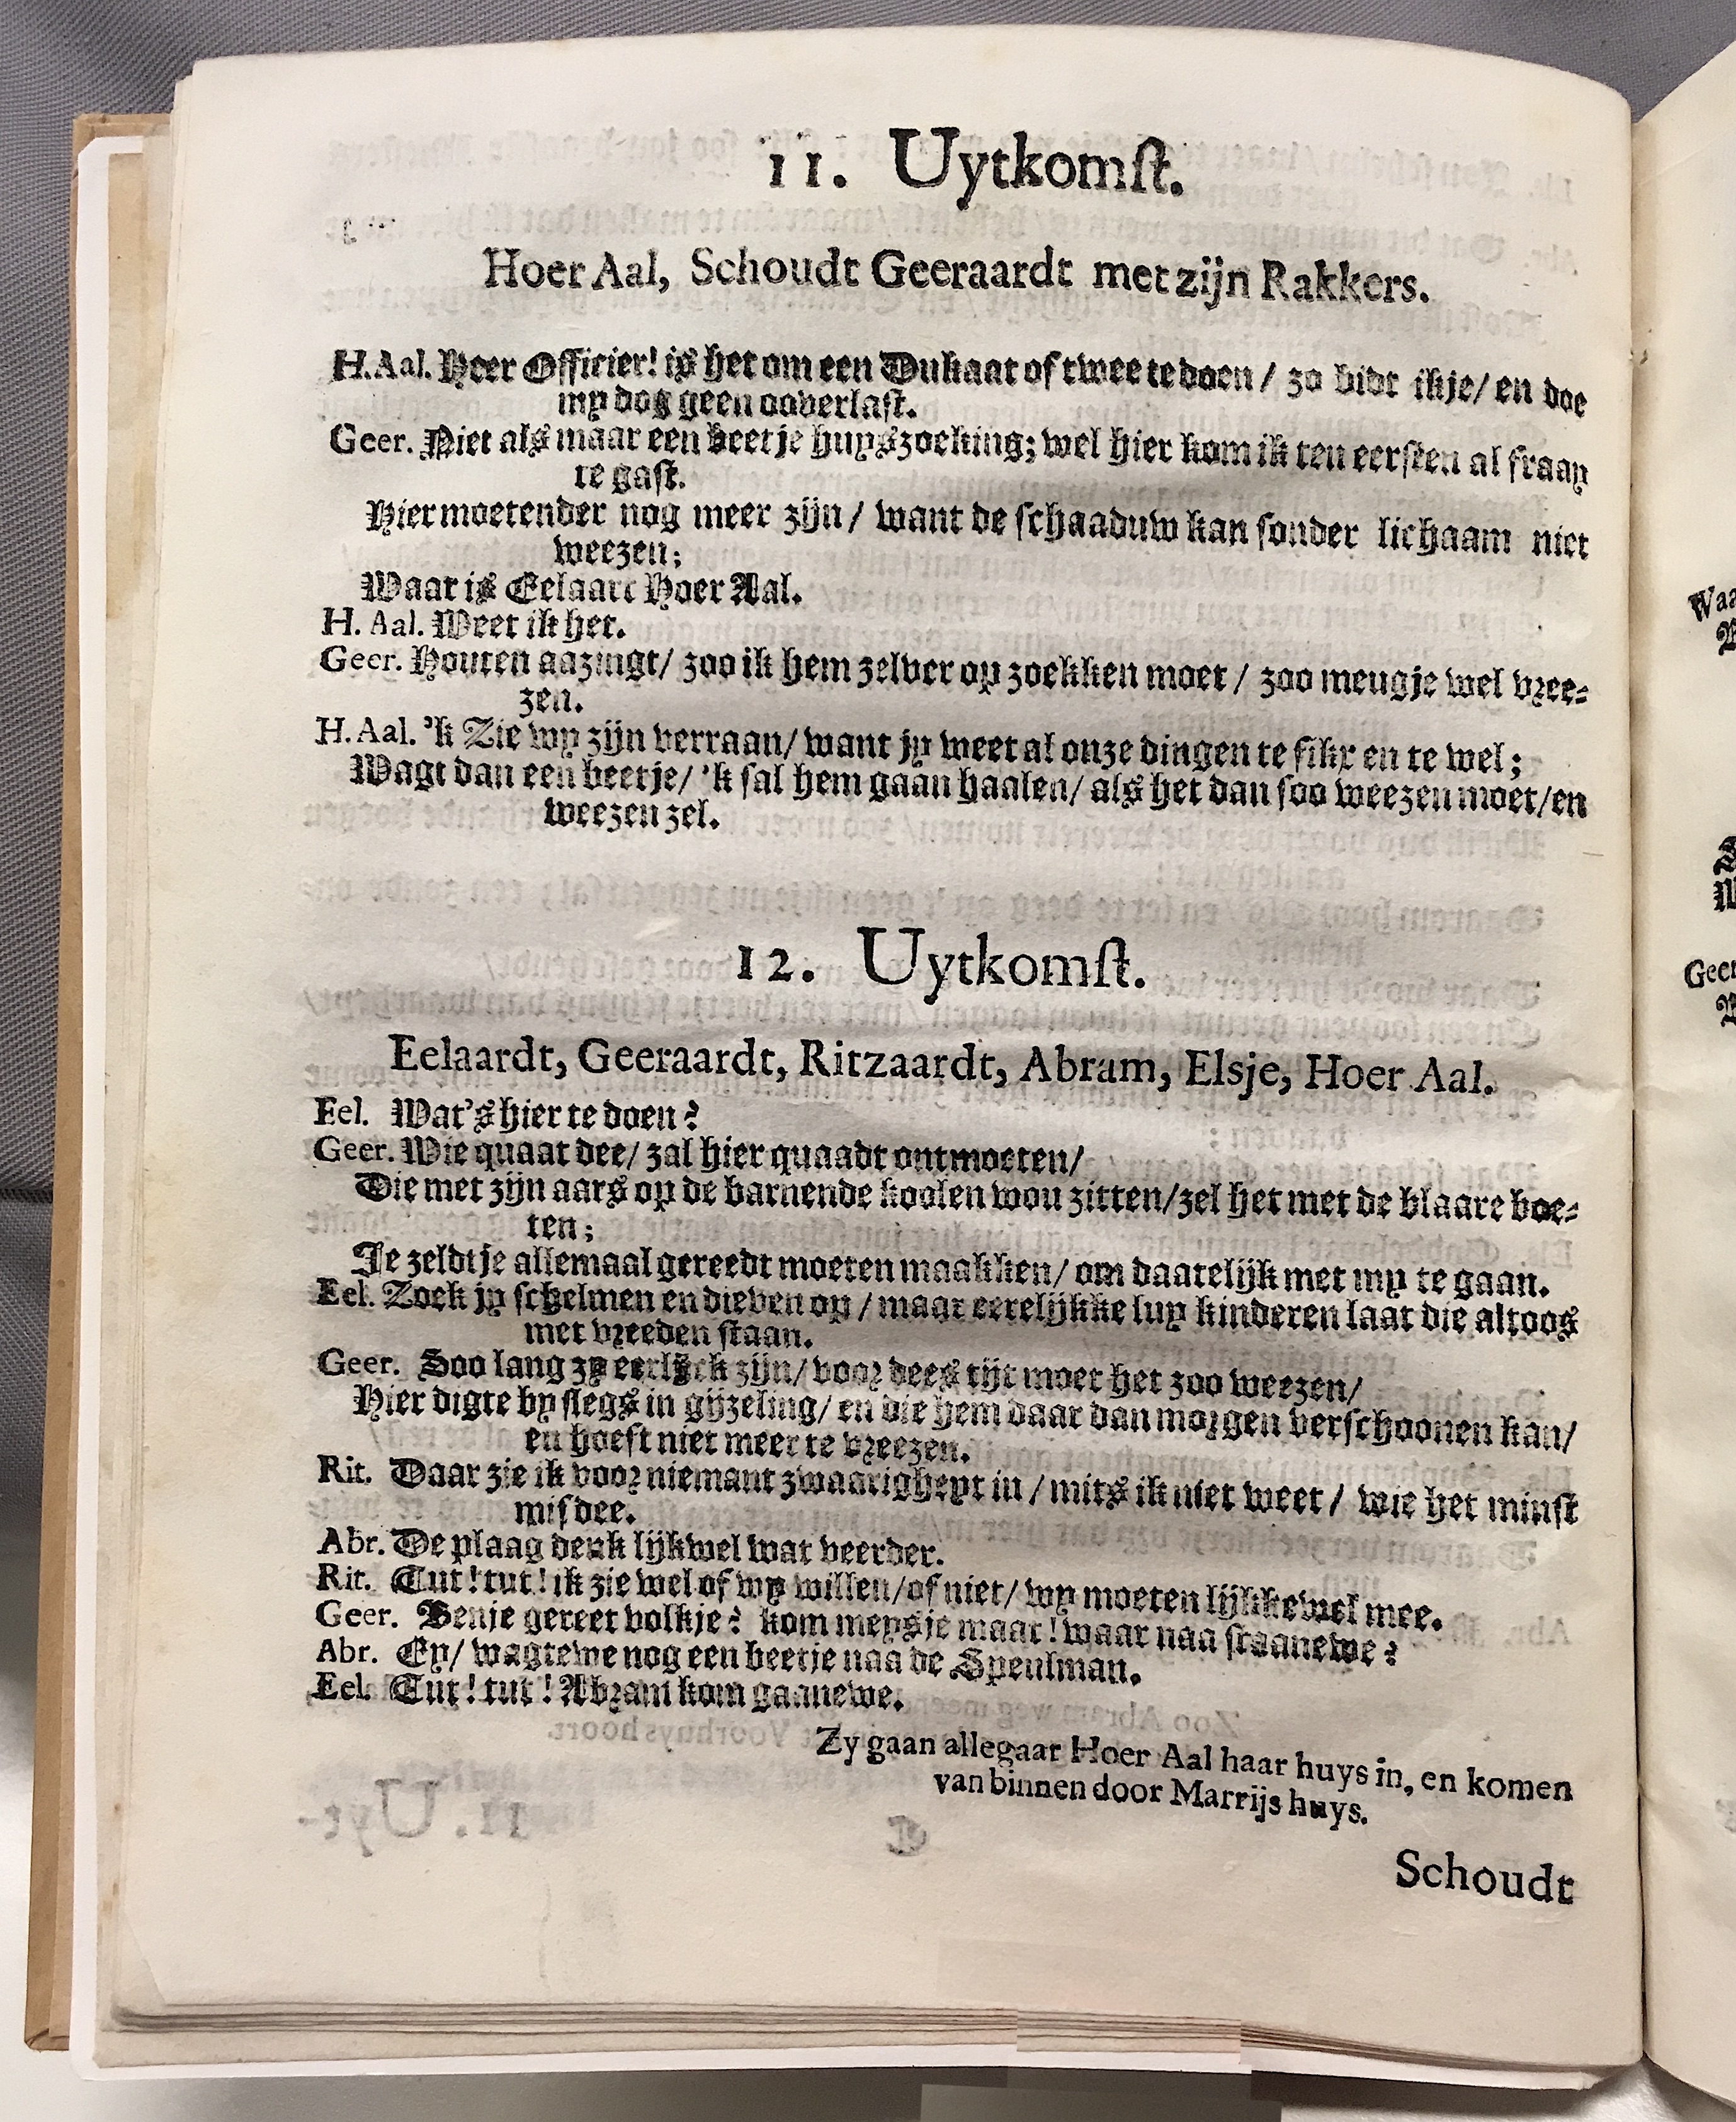 11. Uytkomst.
Hoer Aal, Schoudt Geeraardt met zijn Rakkers.
H.Aal. Heer Officier! is het om een Dukaat of twee te doen / zo bidt ik je / en doe
my dog geen ooverlast.
Geer. Niet als maar een beetje huyszoeking; wel hier kom ik ten eersten al fraay
te gast.
Hier moetender nog meer zijn / want de schaaduw kan sonder lichaam niet
weezen;
Waar is Eelaart Hoer Aal.
H. Aal. Weet ik het.
Geer. Houten aazingt / zoo ik hem zelver op zoekken moet / zoo meugje wel vree-
zen.
H. Aal. 'k Zie wy zijn verraan / want jy weet al onze dingen te fikx en te wel;
Wagt dan een beetje / 'k sal hem gaan haalen / als het dan soo weezen moet / en
weezen zel.
12. Uytkomst.
Eelaardt, Geeraardt, Ritzaardt, Abram, Elsje, Hoer Aal.
Eel. Wat's hier te doen?
Geer. Wie quaat dee / zal hier quaadt ontmoeten /
Die met zijn aars op de barnende koolen wou zitten / zel het met de blaare boe-
ten;
Je zeldt je allemaal gereedt moeten maakken / om daatelijk met my te gaan.
Eel. Zoek jy schelmen en dieven op / maar eerelijkke luy kinderen laat die altoos
met vreeden staan.
Geer. Soo lang zy eerlijck zijn / voor dees tijt moet het zoo weezen /
Hier digte by slegs in gijzeling / en die hem daar dan morgen verschoonen kan /
en hoeft niet meer te vreezen.
Rit. Daar zie ik voor niemant zwaarigheyt in / mits ik niet weet / wie het minst
misdee.
Abr. De plaag denk lijkwel wat veerder.
Rit. Tut! tut! ik zie wel of wy willen / of niet / wy moeten lijkkewel mee.
Geer. Benje gereet volkje? kom meysje maar! waar naa staanewe?
Abr. Ey / wagtewe nog een beetje naa de Speulman.
Eel. Tut! tut! Abram kom gaanewe.
Zy gaan allegaar Hoer Aal haar huys in, en komen
van binnen door Marrijs huys.
Schoudt